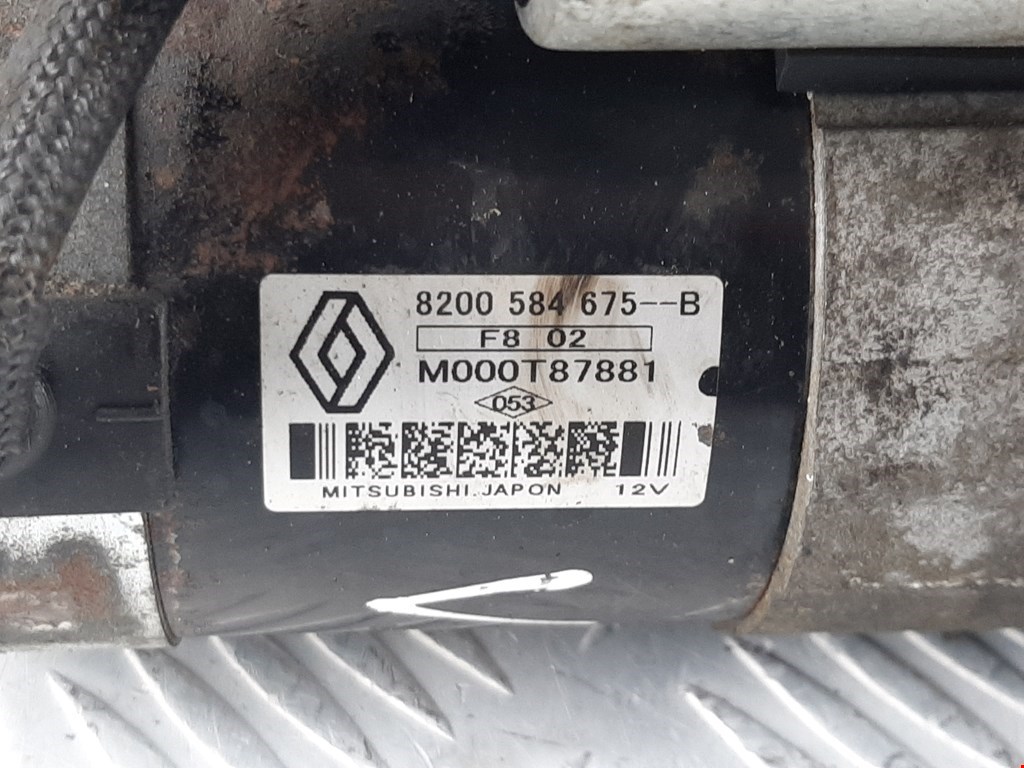 8200 584 675--B
F8 02
M000T87881
053
MITSUBISHI.JAPON 12V